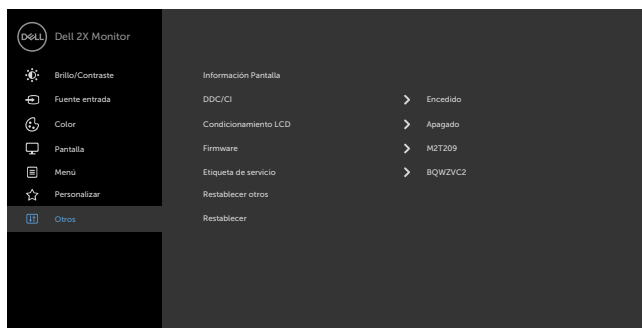 DELL Dell 2X Monitor
Brillo/Contraste
Fuente entrada
Color
Pantalla
Menú
Personalizar
Otros
Información Pantalla
DDC/CI Encedido
Condicionamiento LCD Apagado
Firmware M2T209
Etiqueta de servicio BQWZVC2
Restablecer otros
Restablecer